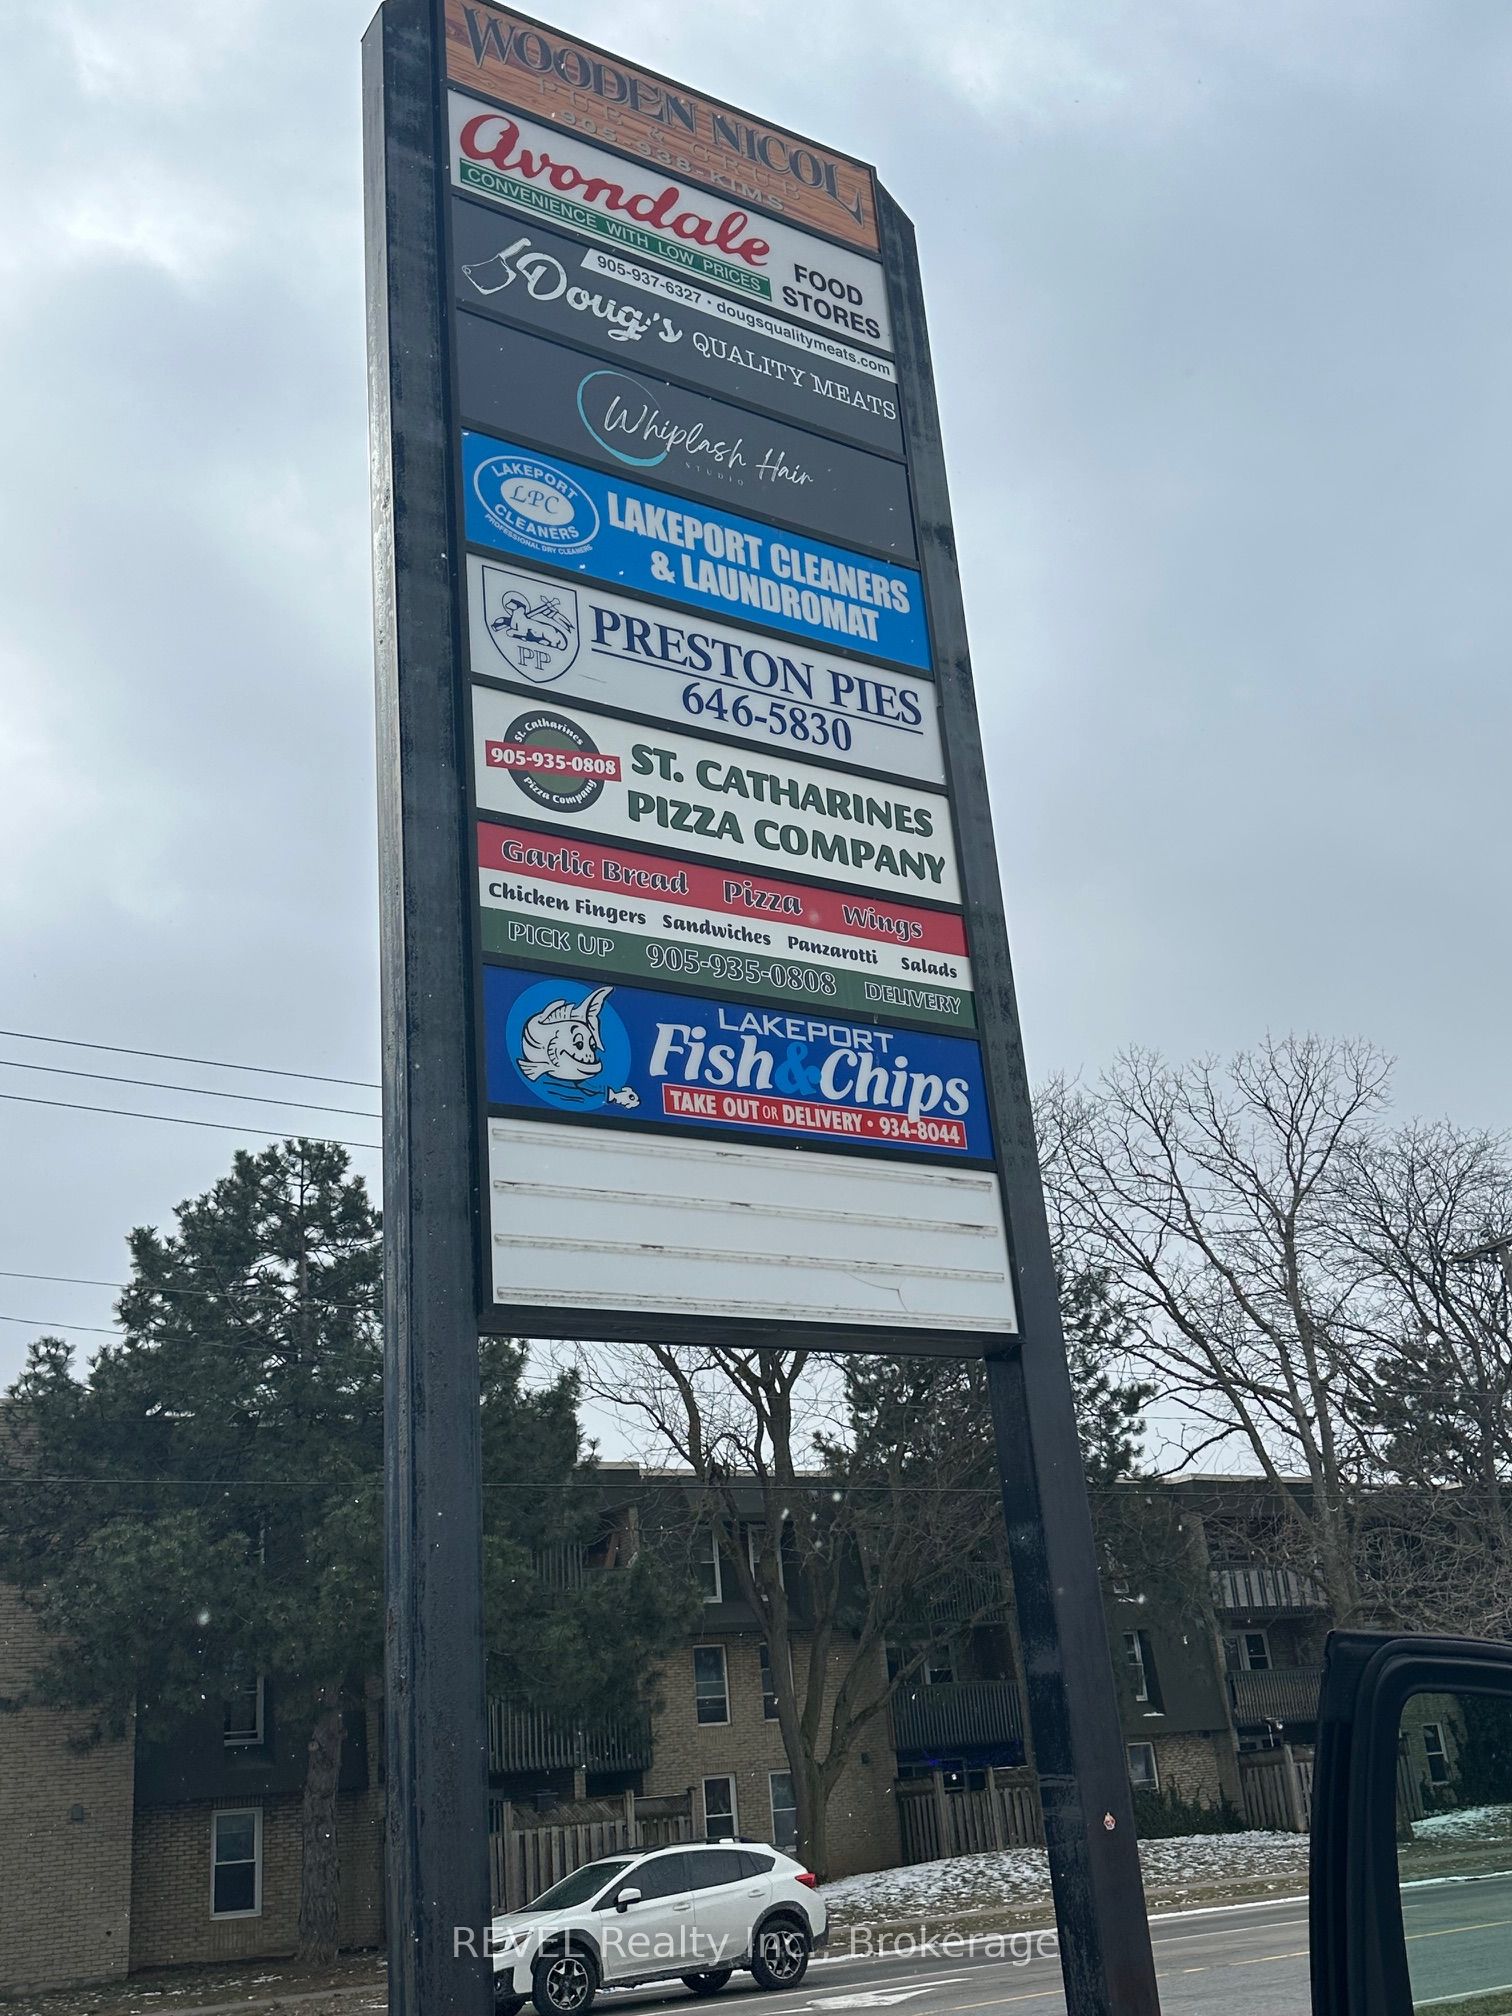 WOODEN NICOL
PUB & GRUB
905-938-KIMS
Avondale
CONVENIENCE WITH LOW PRICES
FOOD
STORES
905-937-6327 • dougsqualitymeats.com
Doug's QUALITY MEATS
Whiplash Hair
STUDIO
LAKEPORT
LPC
CLEANERS
PROFESSIONAL DRY CLEANERS
LAKEPORT CLEANERS
& LAUNDROMAT
PP
PRESTON PIES
646-5830
St. Catharines
905-935-0808
Pizza Company
ST. CATHARINES
PIZZA COMPANY
Garlic Bread Pizza Wings
Chicken Fingers Sandwiches Panzarotti Salads
PICK UP 905-935-0808 DELIVERY
LAKEPORT
Fish & Chips
TAKE OUT OR DELIVERY • 934-8044
REVEL Realty Inc., Brokerage